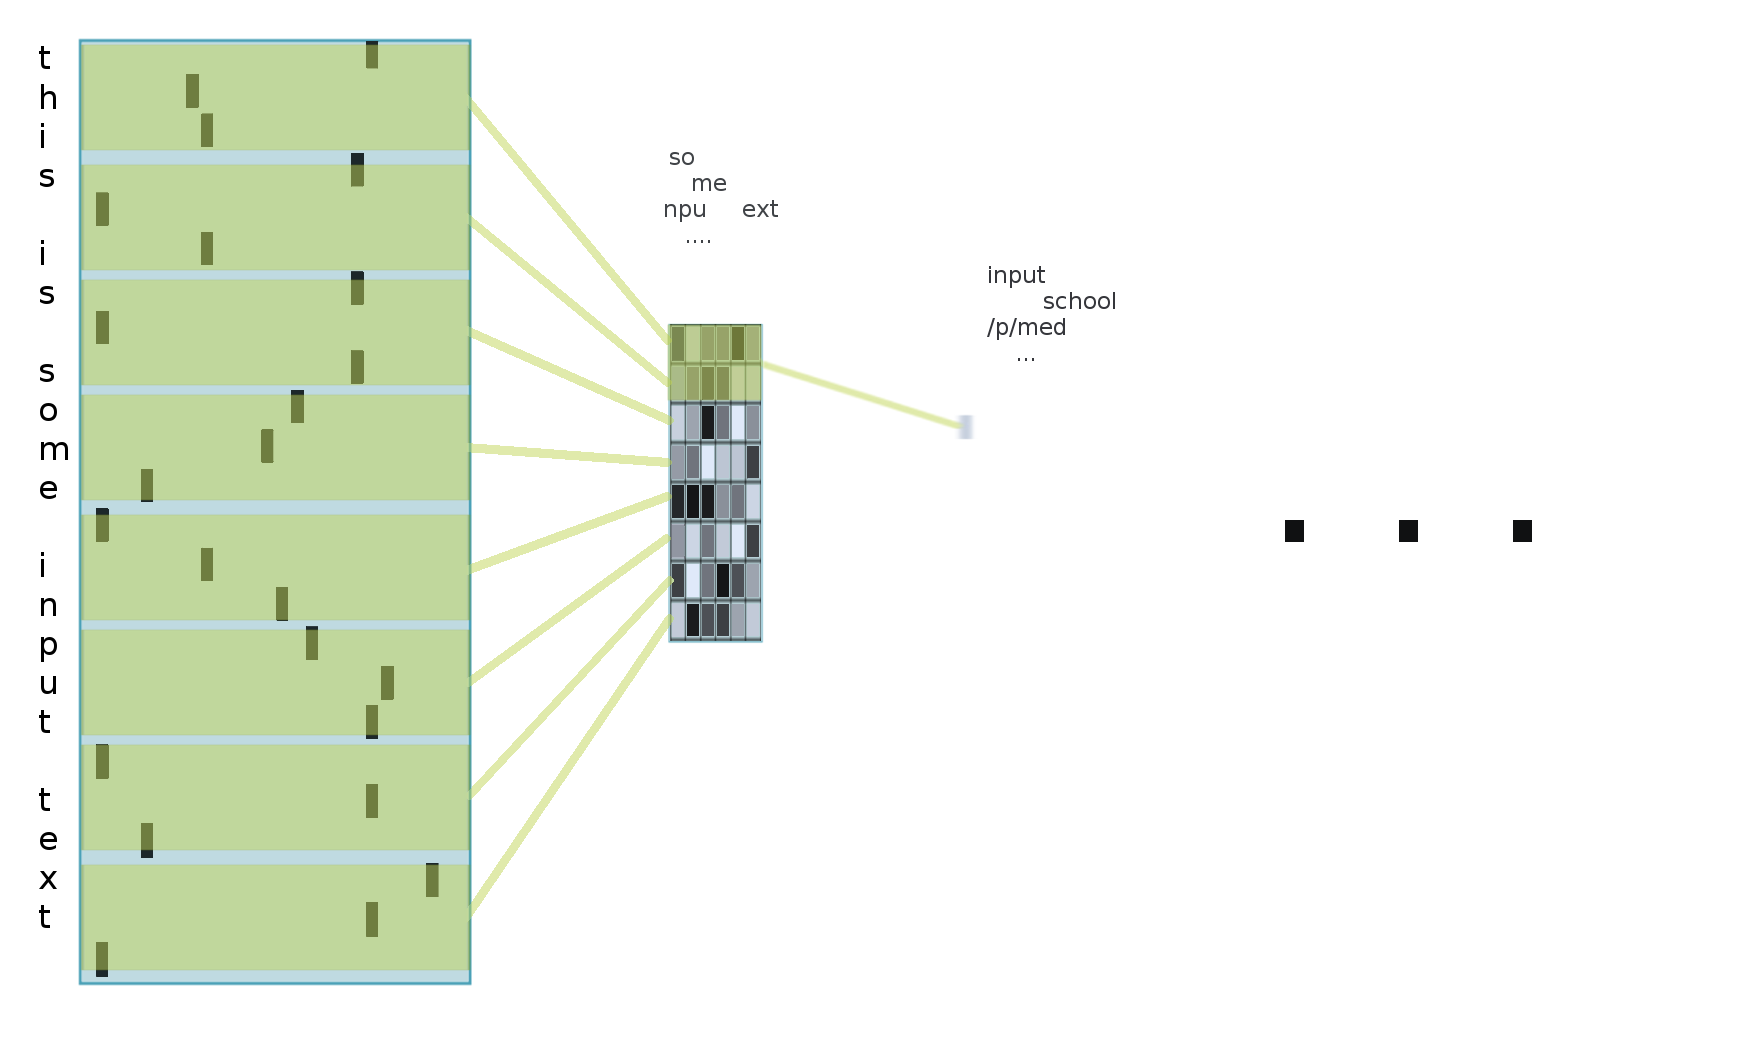 t
h
i
s
i
s
s
o
m
e
i
n
p
u
t
t
e
x
t
so
me
npu ext
....
input
school
/p/med
...